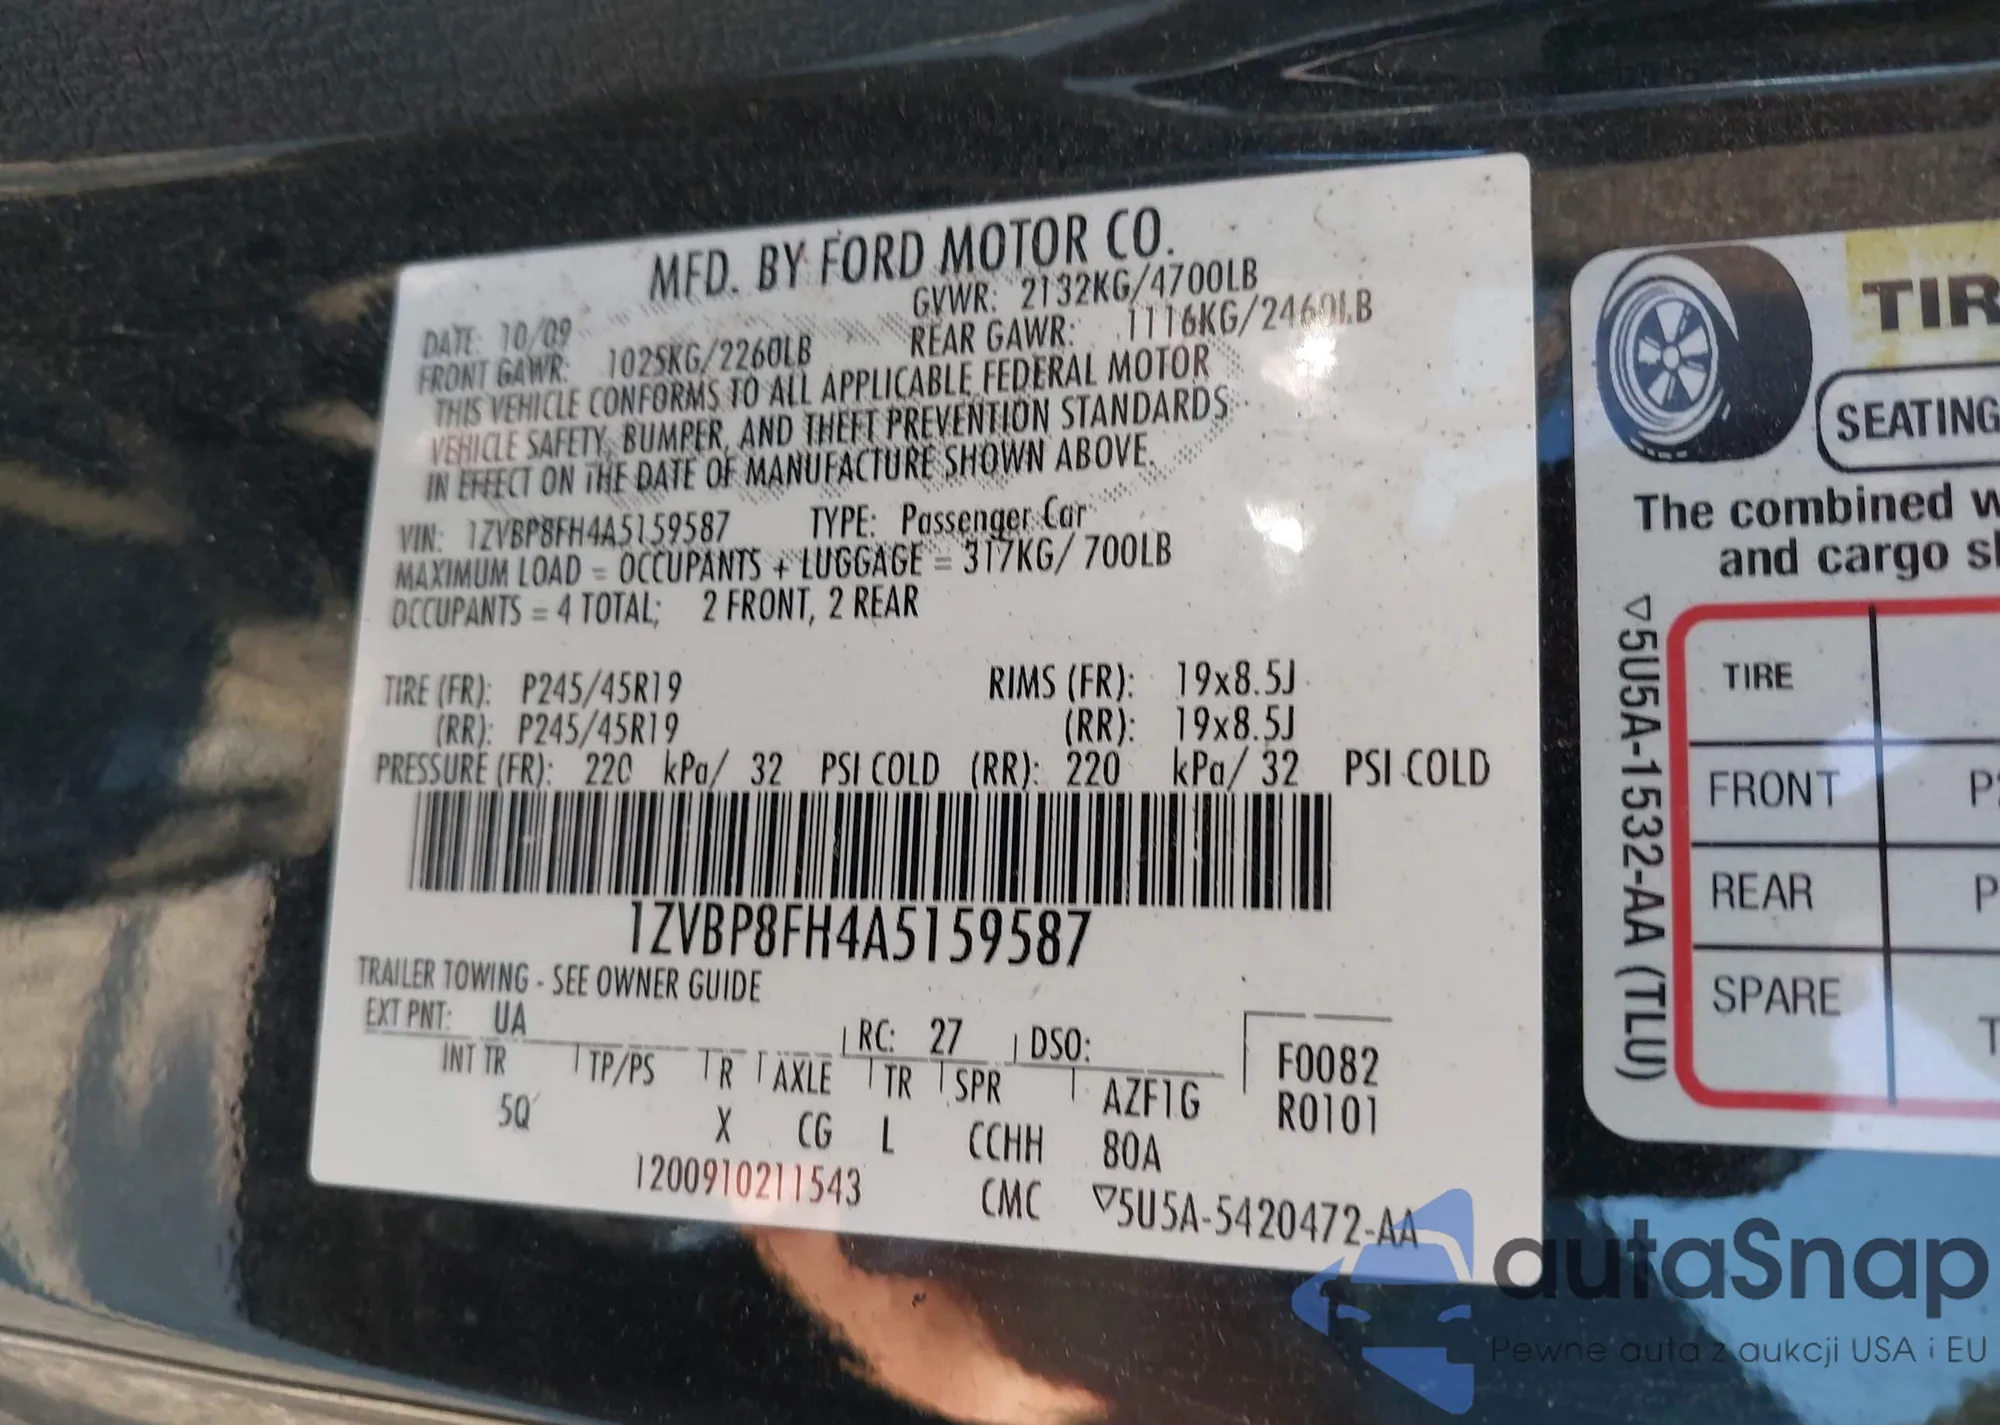 MFD. BY FORD MOTOR CO.
DATE: 10/09 GVWR: 2132KG/4700LB
FRONT GAWR: 1025KG/2260LB REAR GAWR: 1116KG/2460LB
THIS VEHICLE CONFORMS TO ALL APPLICABLE FEDERAL MOTOR
VEHICLE SAFETY, BUMPER, AND THEFT PREVENTION STANDARDS
IN EFFECT ON THE DATE OF MANUFACTURE SHOWN ABOVE.
VIN: 1ZVBP8FH4A5159587 TYPE: Passenger Car
MAXIMUM LOAD = OCCUPANTS + LUGGAGE = 317KG/ 700LB
OCCUPANTS = 4 TOTAL; 2 FRONT, 2 REAR
TIRE (FR): P245/45R19 RIMS (FR): 19x8.5J
(RR): P245/45R19 (RR): 19x8.5J
PRESSURE (FR): 220 kPa/ 32 PSI COLD (RR): 220 kPa/ 32 PSI COLD
1ZVBP8FH4A5159587
TRAILER TOWING - SEE OWNER GUIDE
EXT PNT: UA RC: 27 DSO: F0082
INT TR TP/PS R AXLE TR SPR AZF1G R0101
5Q X CG L CCHH 80A
1200910211543 CMC ▽5U5A-5420472-AA
TIR
SEATING
The combined w
and cargo s
▽5U5A-1532-AA (TLU)
TIRE
FRONT P
REAR P
SPARE T
autaSnap
Pewne auta z aukcji USA i EU